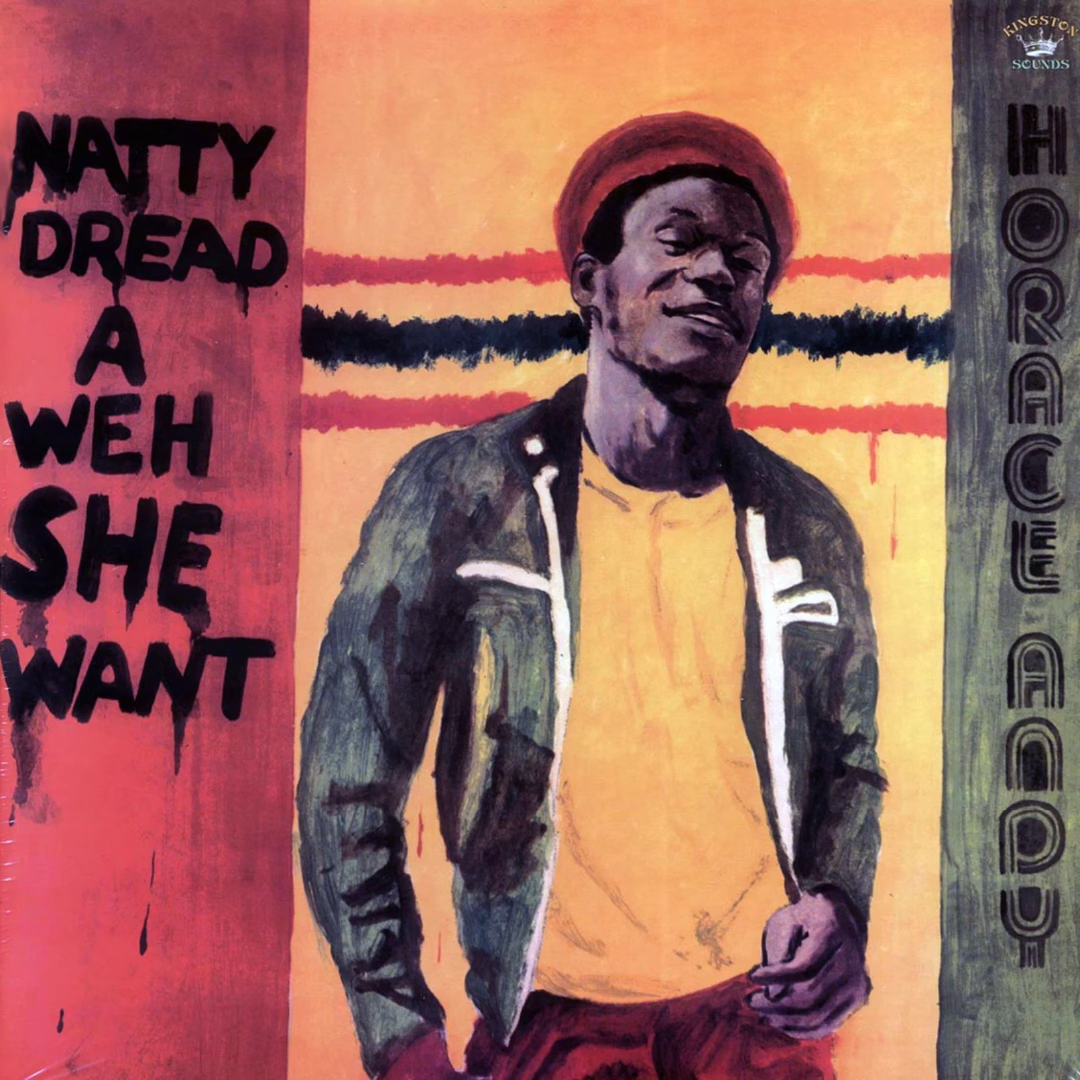 NATTY
DREAD
A
WEH
SHE
WANT
KINGSTON
SOUNDS
HORACE ANDY